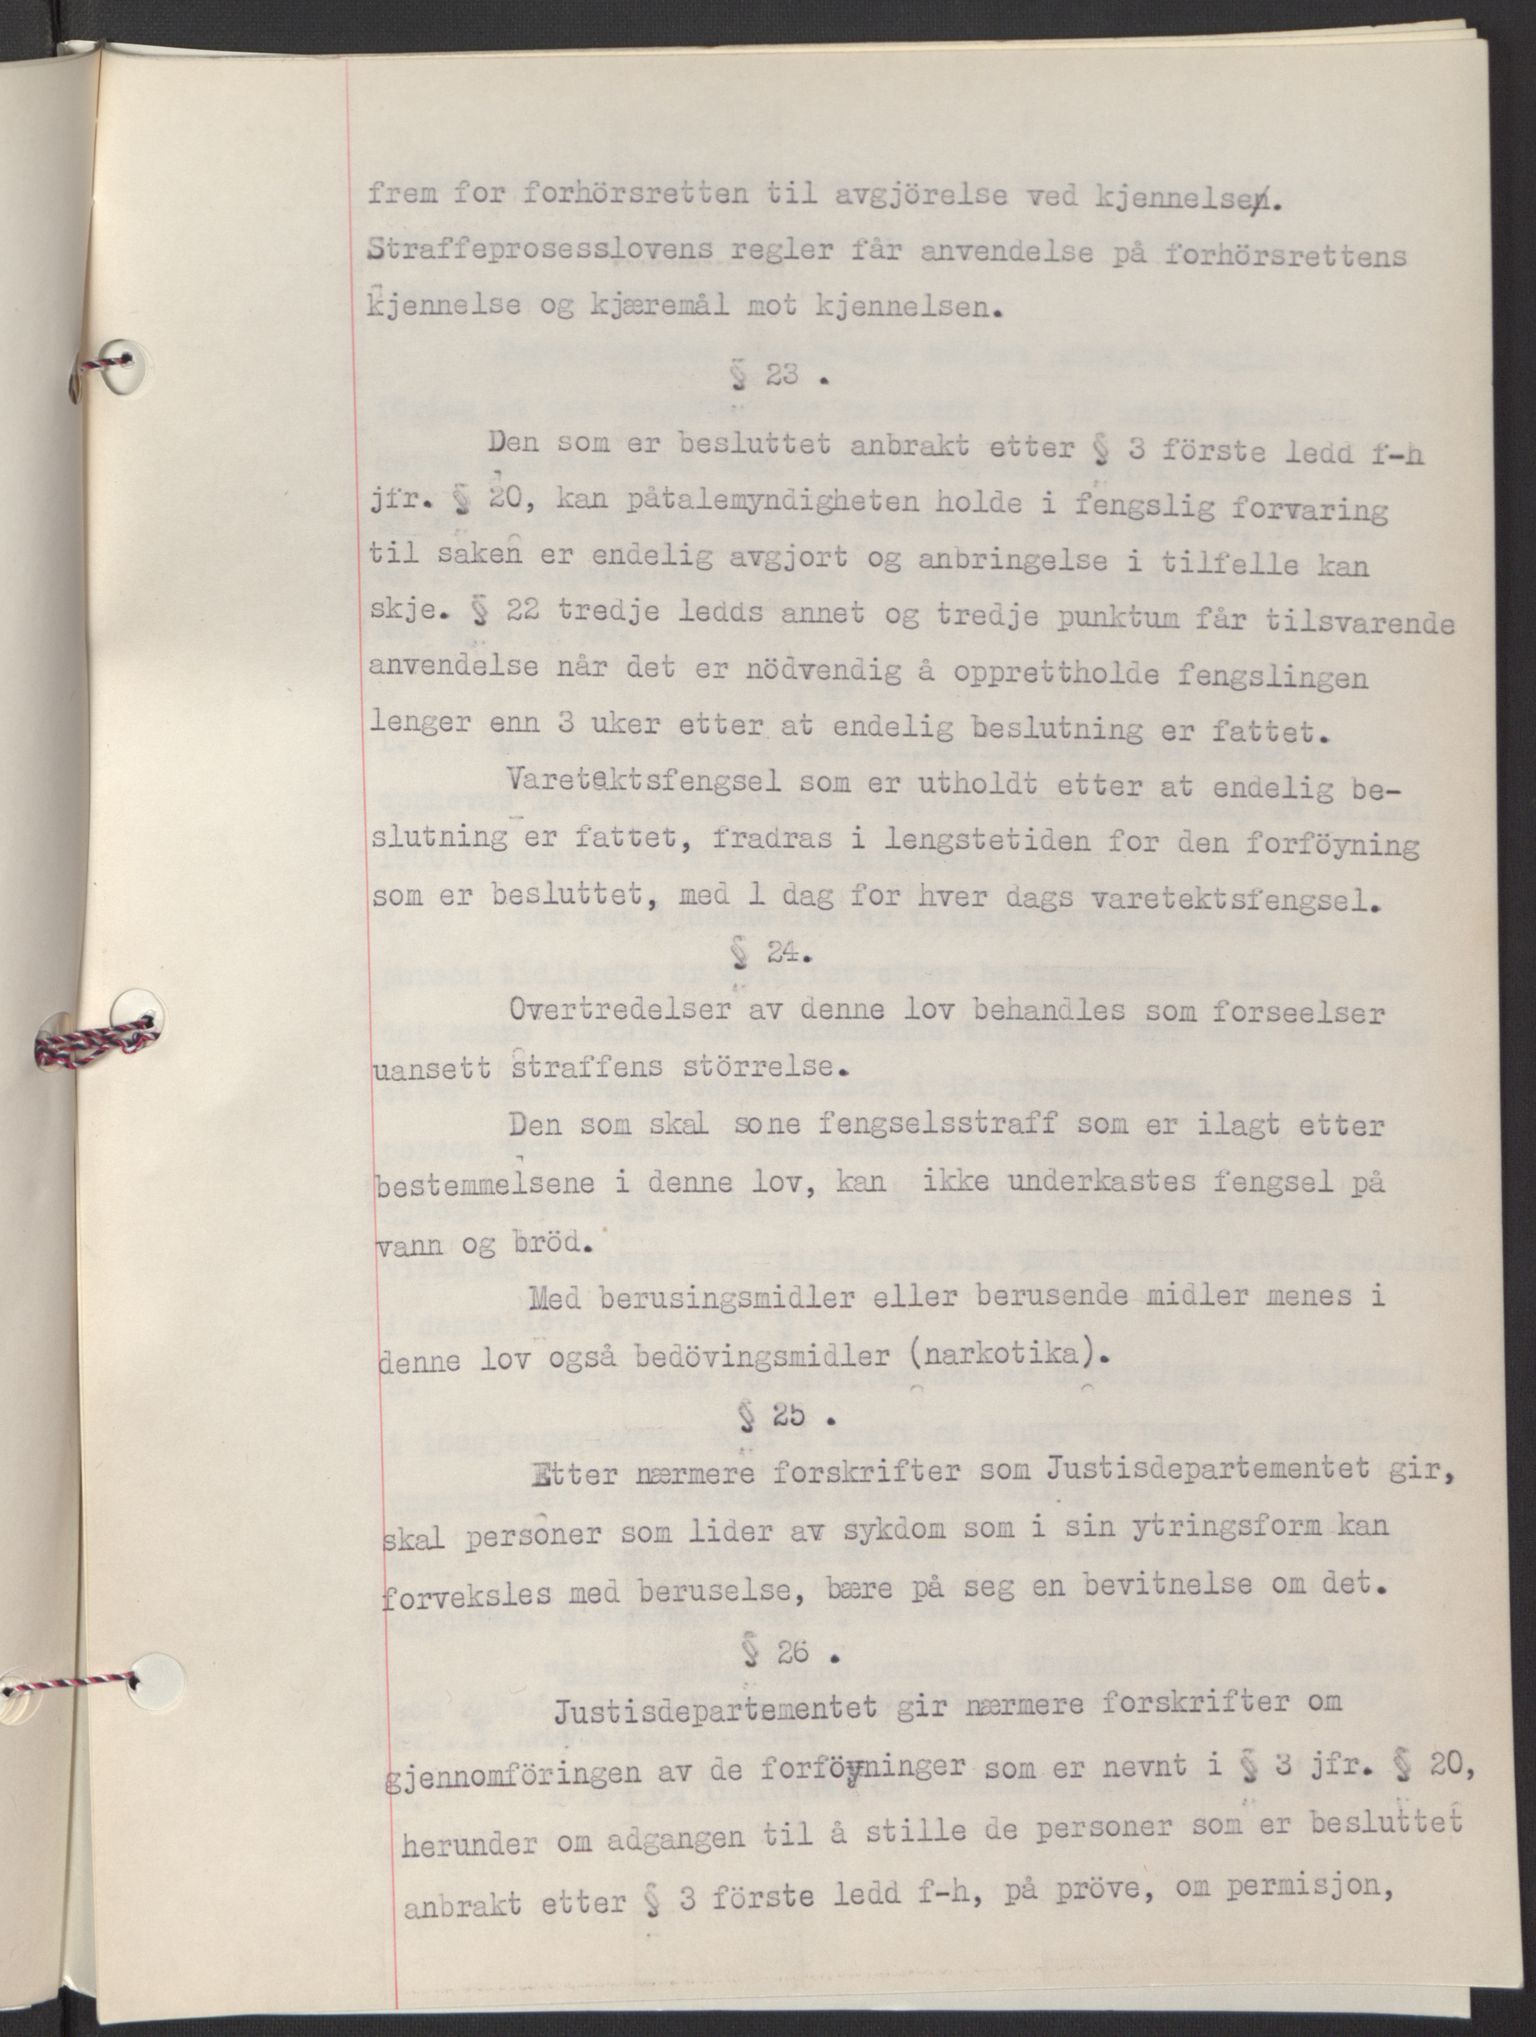 frem for forhörsretten til avgjörelse ved kjennelse.
Straffeprosesslovens regler får anvendelse på forhörsrettens
kjennelse og kjæremål mot kjennelsen.
§ 23 .
Den som er besluttet anbrakt etter § 3 förste ledd f-h
jfr. § 20, kan påtalemyndigheten holde i fengslig forvaring
til saken er endelig avgjort og anbringelse i tilfelle kan
skje. § 22 tredje ledds annet og tredje punktum får tilsvarende
anvendelse når det er nödvendig å opprettholde fengslingen
lenger enn 3 uker etter at endelig beslutning er fattet.
Varetektsfengsel som er utholdt etter at endelig be-
slutning er fattet, fradras i lengstetiden for den forföyning
som er besluttet, med 1 dag for hver dags varetektsfengsel.
§ 24.
Overtredelser av denne lov behandles som forseelser
uansett straffens störrelse.
Den som skal sone fengselsstraff som er ilagt etter
bestemmelsene i denne lov, kan ikke underkastes fengsel på
vann og bröd.
Med berusingsmidler eller berusende midler menes i
denne lov også bedövingsmidler (narkotika).
§ 25 .
Etter nærmere forskrifter som Justisdepartementet gir,
skal personer som lider av sykdom som i sin ytringsform kan
forveksles med beruselse, bære på seg en bevitnelse om det.
§ 26 .
Justisdepartementet gir nærmere forskrifter om
gjennomföringen av de forföyninger som er nevnt i § 3 jfr. § 20,
herunder om adgangen til å stille de personer som er besluttet
anbrakt etter § 3 förste ledd f-h, på pröve, om permisjon,